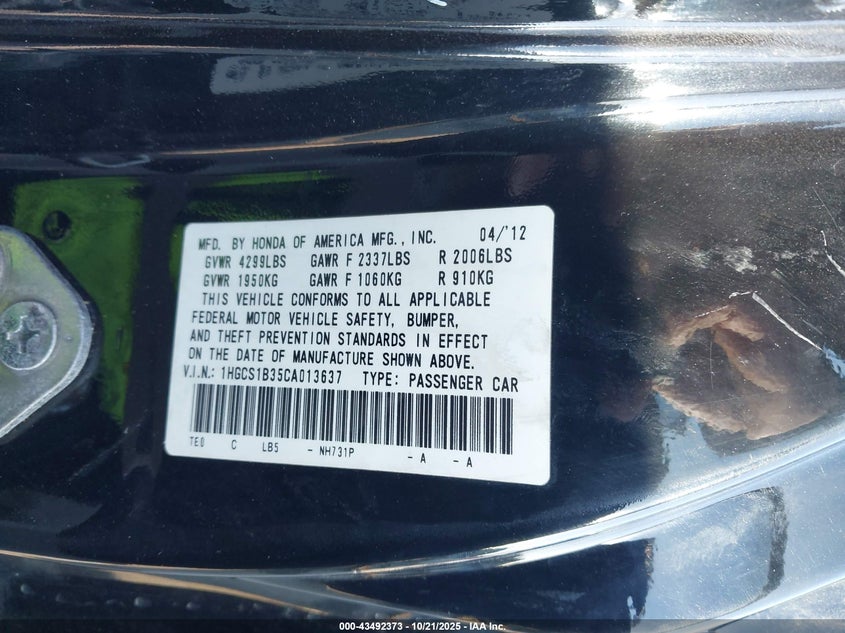 MFD. BY HONDA OF AMERICA MFG., INC. 04/'12
GVWR 4299LBS GAWR F 2337LBS R 2006LBS
GVWR 1950KG GAWR F 1060KG R 910KG
THIS VEHICLE CONFORMS TO ALL APPLICABLE
FEDERAL MOTOR VEHICLE SAFETY, BUMPER,
AND THEFT PREVENTION STANDARDS IN EFFECT
ON THE DATE OF MANUFACTURE SHOWN ABOVE.
V.I.N.: 1HGCS1B35CA013637 TYPE: PASSENGER CAR
TE0 C LB5 - NH731P - A - A
000-43492373 - 10/21/2025 - IAA Inc.